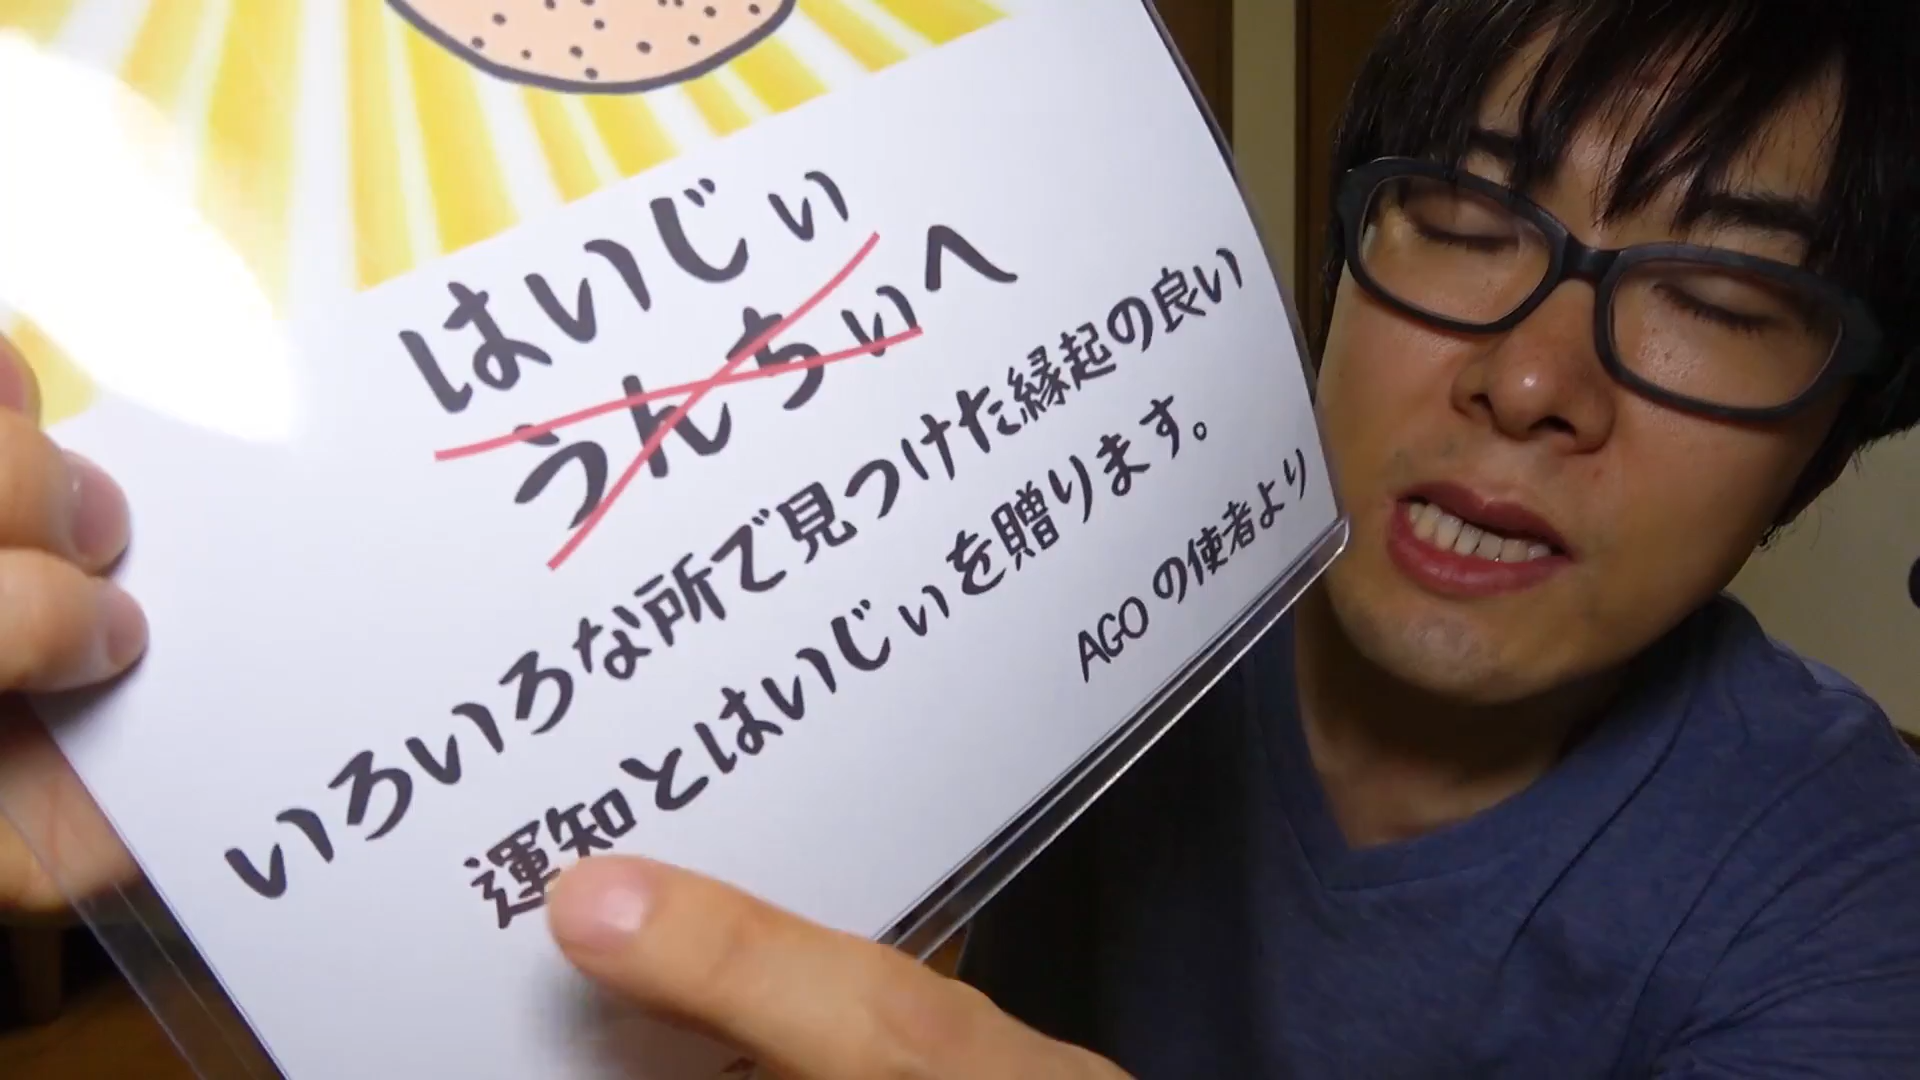 はいじぃ
うんちぃへ
いろいろな所で見つけた縁起の良い
運知とはいじぃを贈ります。
AGOの使者より